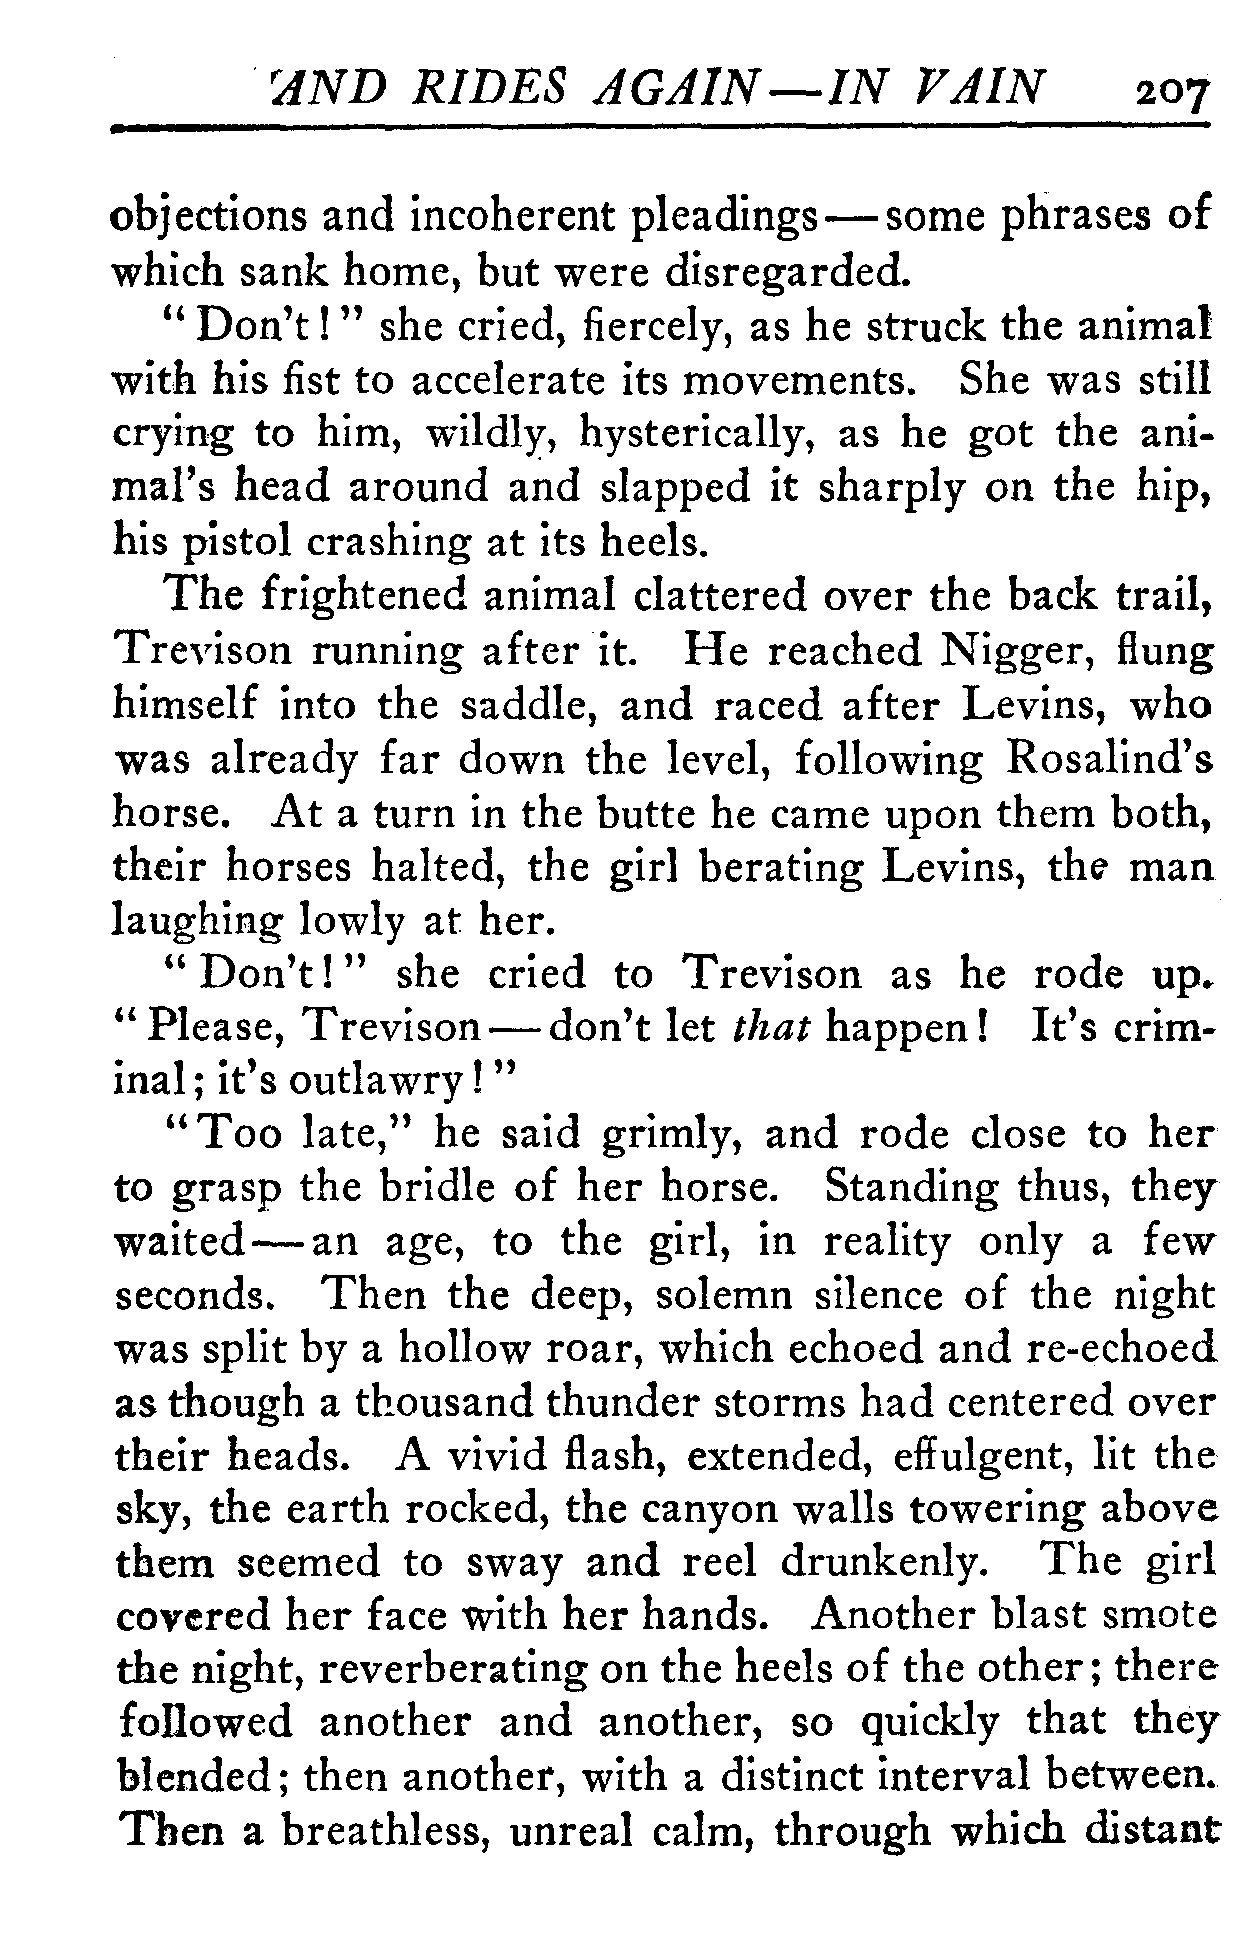 AND RIDES AGAIN—IN VAIN 207
objections and incoherent pleadings—some phrases of
which sank home, but were disregarded.
"Don't!" she cried, fiercely, as he struck the animal
with his fist to accelerate its movements. She was still
crying to him, wildly, hysterically, as he got the ani-
mal's head around and slapped it sharply on the hip,
his pistol crashing at its heels.
The frightened animal clattered over the back trail,
Trevison running after it. He reached Nigger, flung
himself into the saddle, and raced after Levins, who
was already far down the level, following Rosalind's
horse. At a turn in the butte he came upon them both,
their horses halted, the girl berating Levins, the man
laughing lowly at her.
"Don't!" she cried to Trevison as he rode up.
"Please, Trevison—don't let that happen! It's crim-
inal; it's outlawry!"
"Too late," he said grimly, and rode close to her
to grasp the bridle of her horse. Standing thus, they
waited—an age, to the girl, in reality only a few
seconds. Then the deep, solemn silence of the night
was split by a hollow roar, which echoed and re-echoed
as though a thousand thunder storms had centered over
their heads. A vivid flash, extended, effulgent, lit the
sky, the earth rocked, the canyon walls towering above
them seemed to sway and reel drunkenly. The girl
covered her face with her hands. Another blast smote
the night, reverberating on the heels of the other; there
followed another and another, so quickly that they
blended; then another, with a distinct interval between.
Then a breathless, unreal calm, through which distant